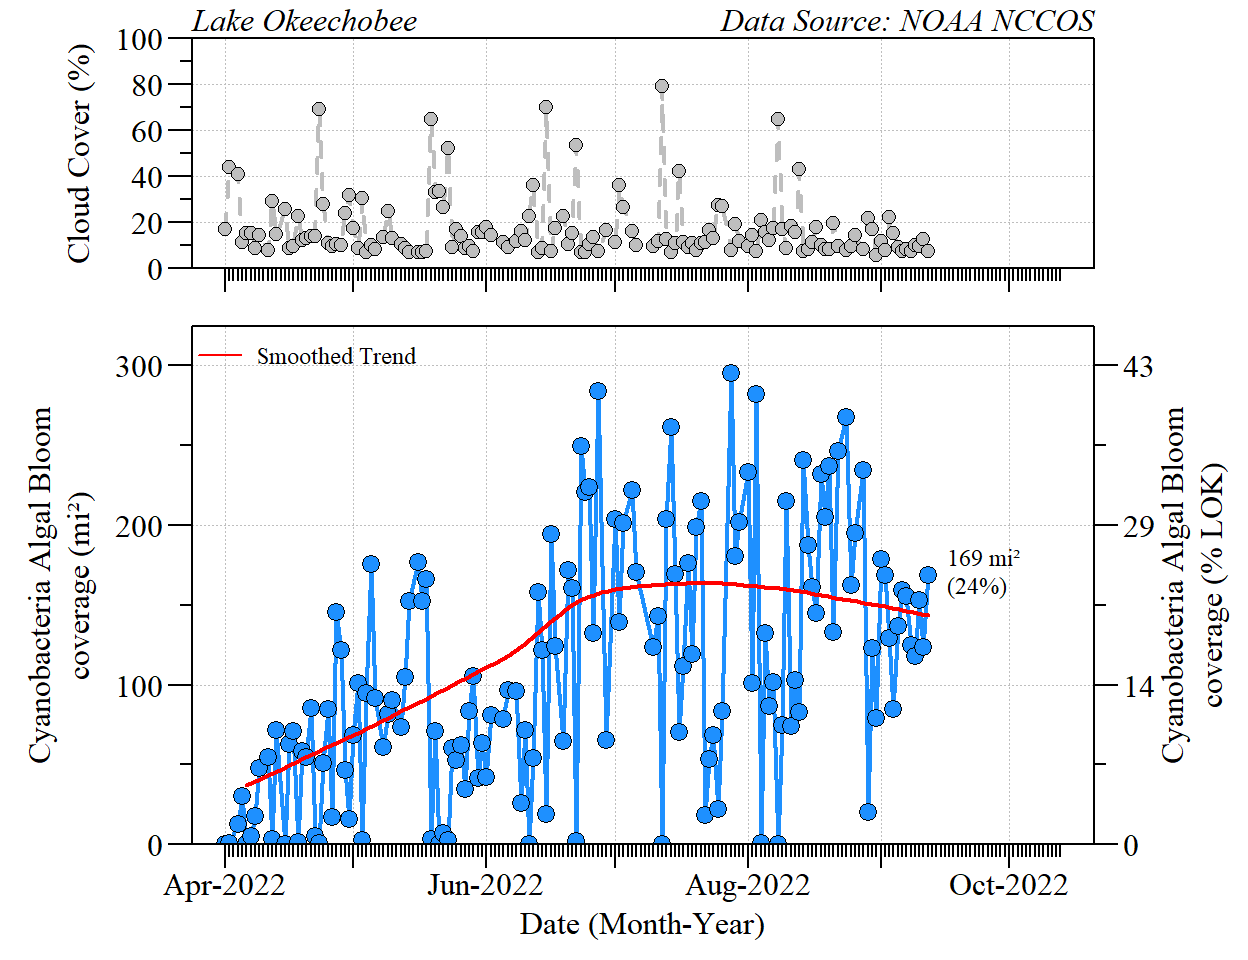 Lake Okeechobee
Data Source: NOAA NCCOS
Cloud Cover (%)
100
80
60
40
20
0
Smoothed Trend
Cyanobacteria Algal Bloom
coverage (mi²)
300
200
100
0
169 mi²
(24%)
43
29
14
0
Cyanobacteria Algal Bloom
coverage (% LOK)
Apr-2022
Jun-2022
Aug-2022
Oct-2022
Date (Month-Year)